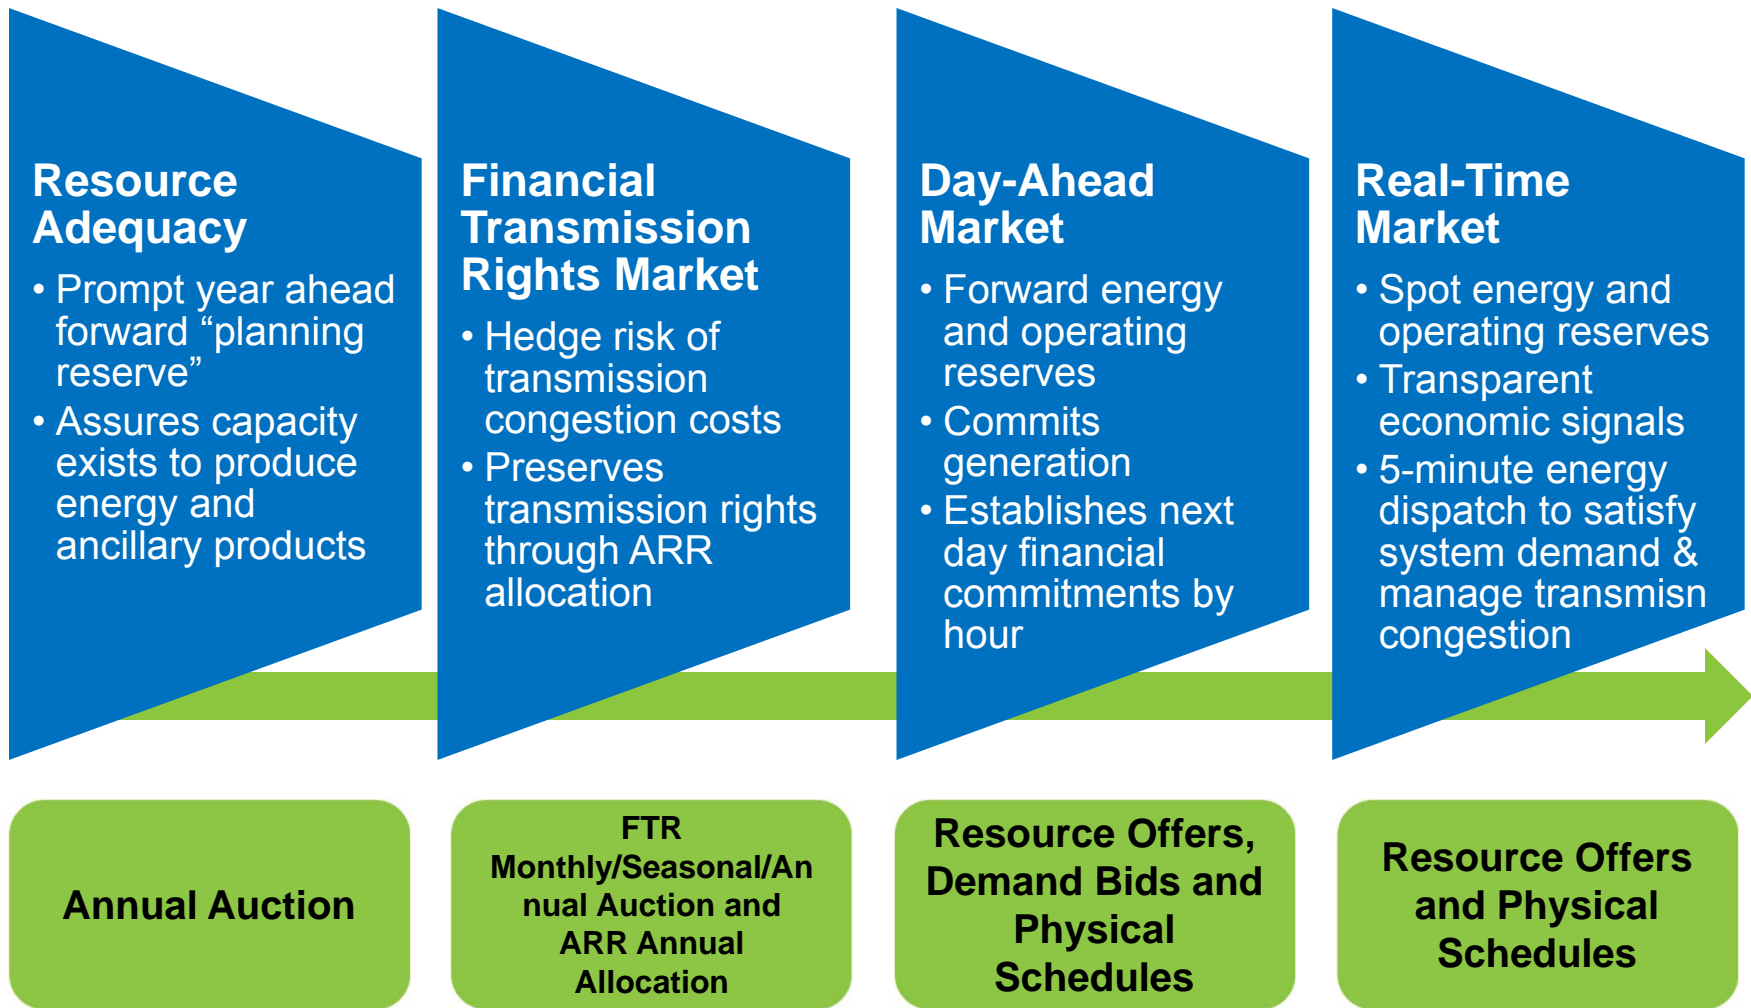 Resource
Adequacy
• Prompt year ahead
forward “planning
reserve”
• Assures capacity
exists to produce
energy and
ancillary products
Financial
Transmission
Rights Market
• Hedge risk of
transmission
congestion costs
• Preserves
transmission rights
through ARR
allocation
Day-Ahead
Market
• Forward energy
and operating
reserves
• Commits
generation
• Establishes next
day financial
commitments by
hour
Real-Time
Market
• Spot energy and
operating reserves
• Transparent
economic signals
• 5-minute energy
dispatch to satisfy
system demand &
manage transmisn
congestion
Annual Auction
FTR
Monthly/Seasonal/An
nual Auction and
ARR Annual
Allocation
Resource Offers,
Demand Bids and
Physical
Schedules
Resource Offers
and Physical
Schedules